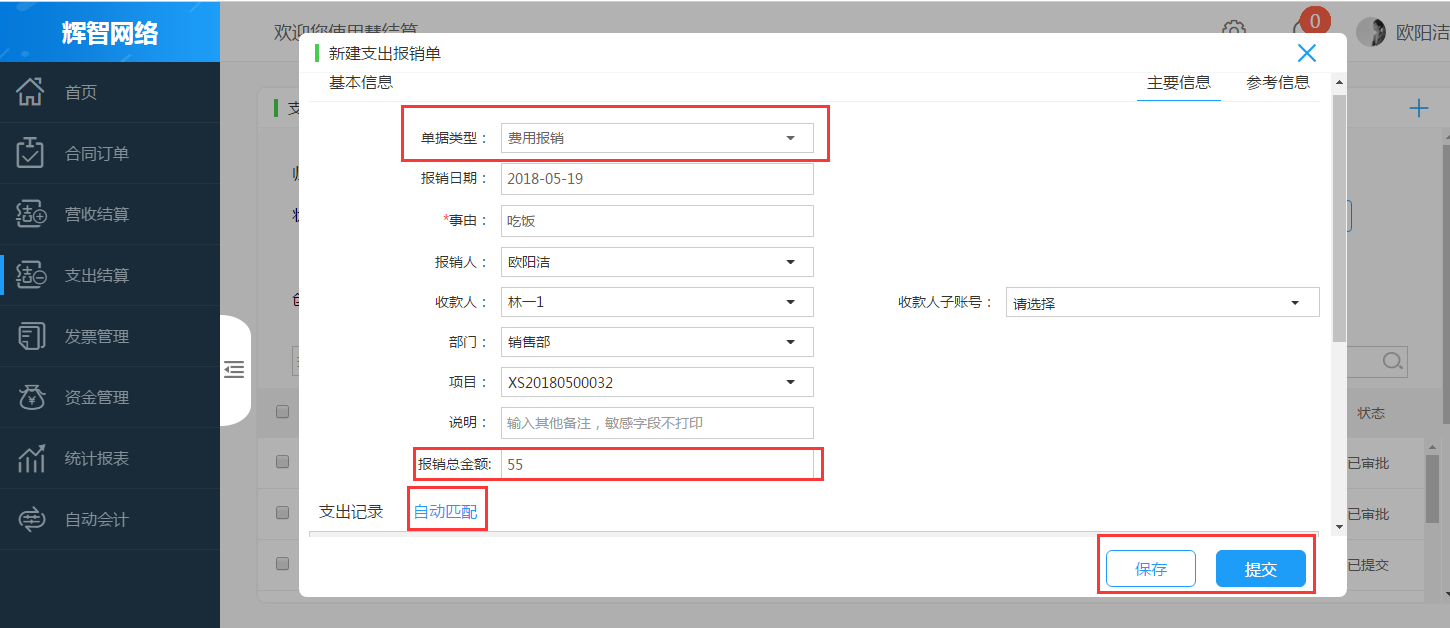 辉智网络
欢迎您使用慧结算
0
欧阳洁
首页
合同订单
营收结算
支出结算
发票管理
资金管理
统计报表
自动会计
新建支出报销单
基本信息
主要信息 参考信息
单据类型： 费用报销
报销日期： 2018-05-19
*事由： 吃饭
报销人： 欧阳洁
收款人： 林一1 收款人子账号： 请选择
部门： 销售部
项目： XS20180500032
说明： 输入其他备注，敏感字段不打印
报销总金额: 55
支出记录 自动匹配
保存 提交
支
状态
已审批
已审批
已提交